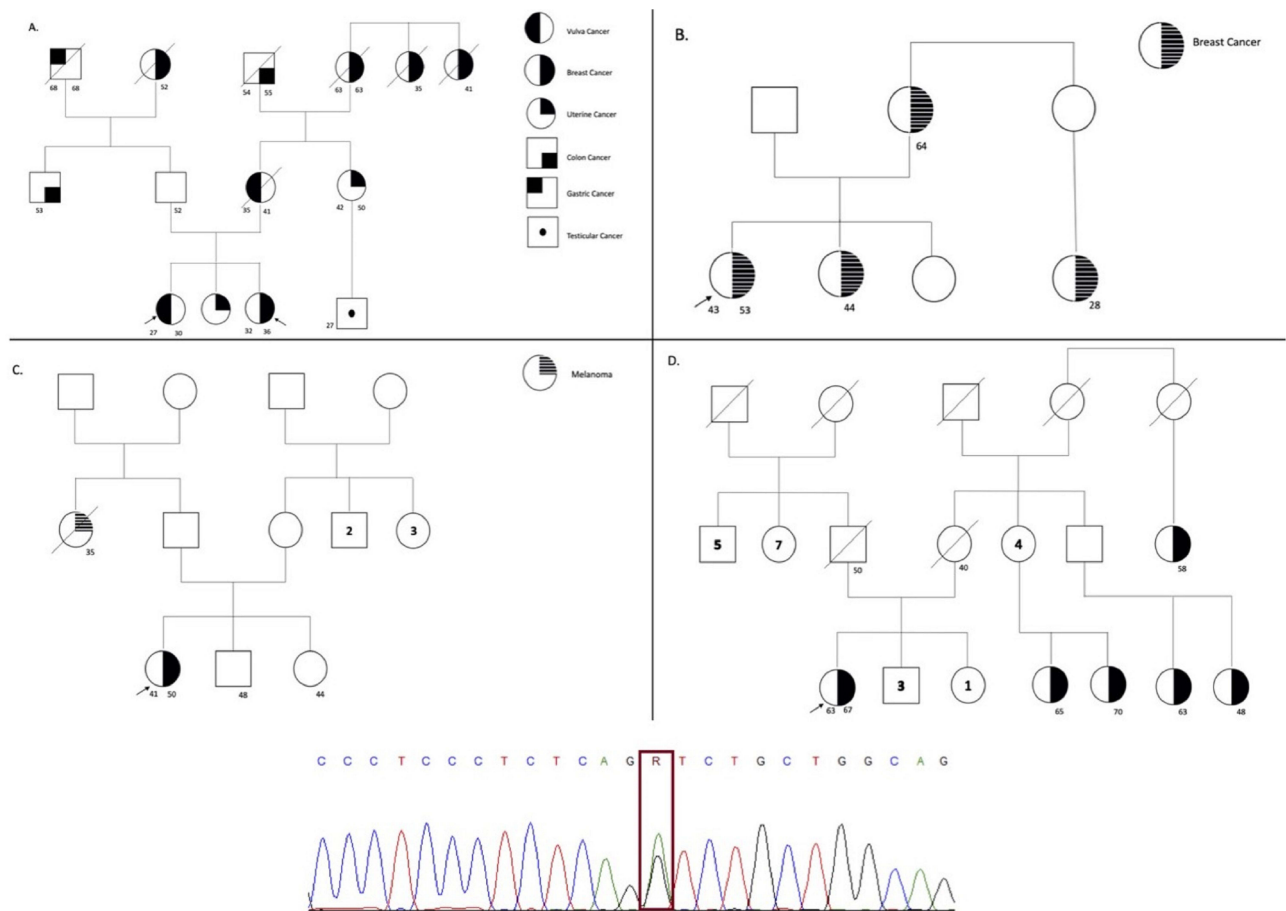 A.
68 68
52
54 55
63 63
35
41
53
52
35 41
42 50
27 30
32 36
27
Vulva Cancer
Breast Cancer
Uterine Cancer
Colon Cancer
Gastric Cancer
Testicular Cancer
B.
Breast Cancer
64
43 53
44
28
C.
Melanoma
2
3
35
41 50
48
44
D.
5
7
4
50
40
58
3
1
63 67
65
70
63
48
C C C T C C C T C T C A G R T C T G C T G G C A G